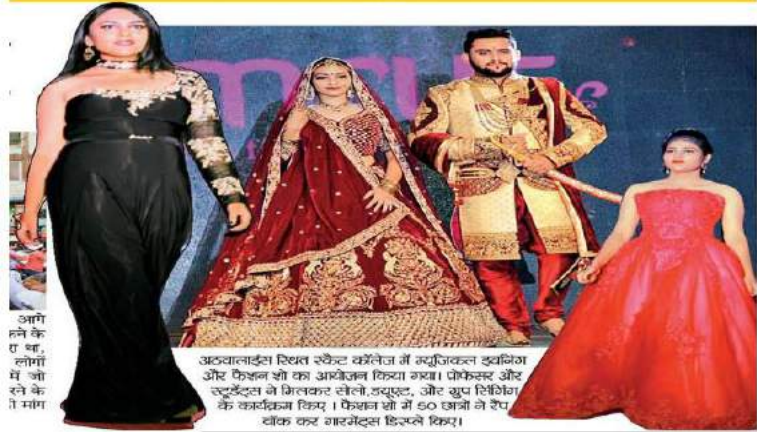 आगे
के
था,
लोगों
में जो
के
मांग
अठवालाईंस स्थित स्कैट कॉलेज में म्यूजिकल इवनिंग
और फैशन शो का आयोजन किया गया। प्रोफेसर और
स्टूडेंट्स ने मिलकर सोलो, ड्यूएट, और ग्रुप सिंगिंग
के कार्यक्रम किए । फैशन शो में 50 छात्रों ने रैंप
वॉक कर गारमेंट्स डिस्प्ले किए।